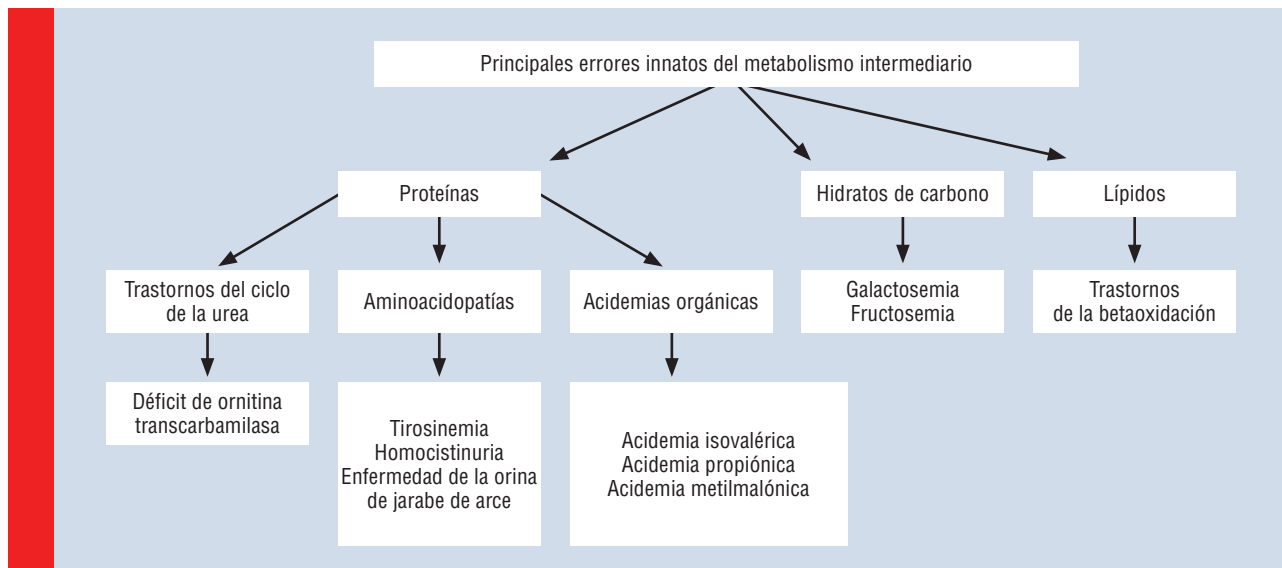 Principales errores innatos del metabolismo intermediario
Proteínas
Hidratos de carbono
Lípidos
Trastornos del ciclo
de la urea
Aminoacidopatías
Acidemias orgánicas
Galactosemia
Fructosemia
Trastornos
de la betaoxidación
Déficit de ornitina
transcarbamilasa
Tirosinemia
Homocistinuria
Enfermedad de la orina
de jarabe de arce
Acidemia isovalérica
Acidemia propiónica
Acidemia metilmalónica